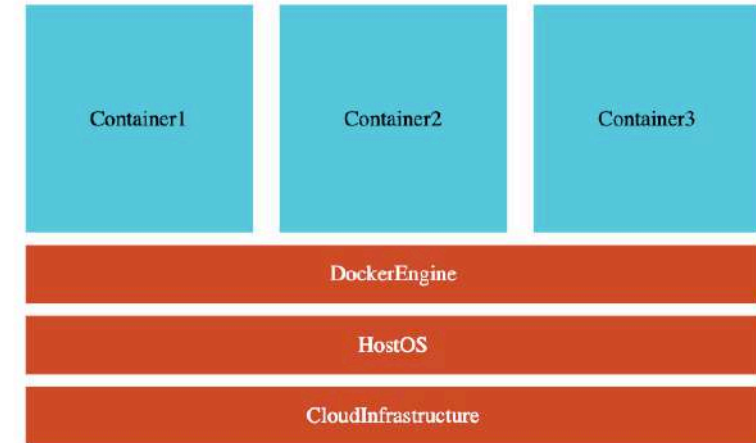 Container1
Container2
Container3
DockerEngine
HostOS
CloudInfrastructure